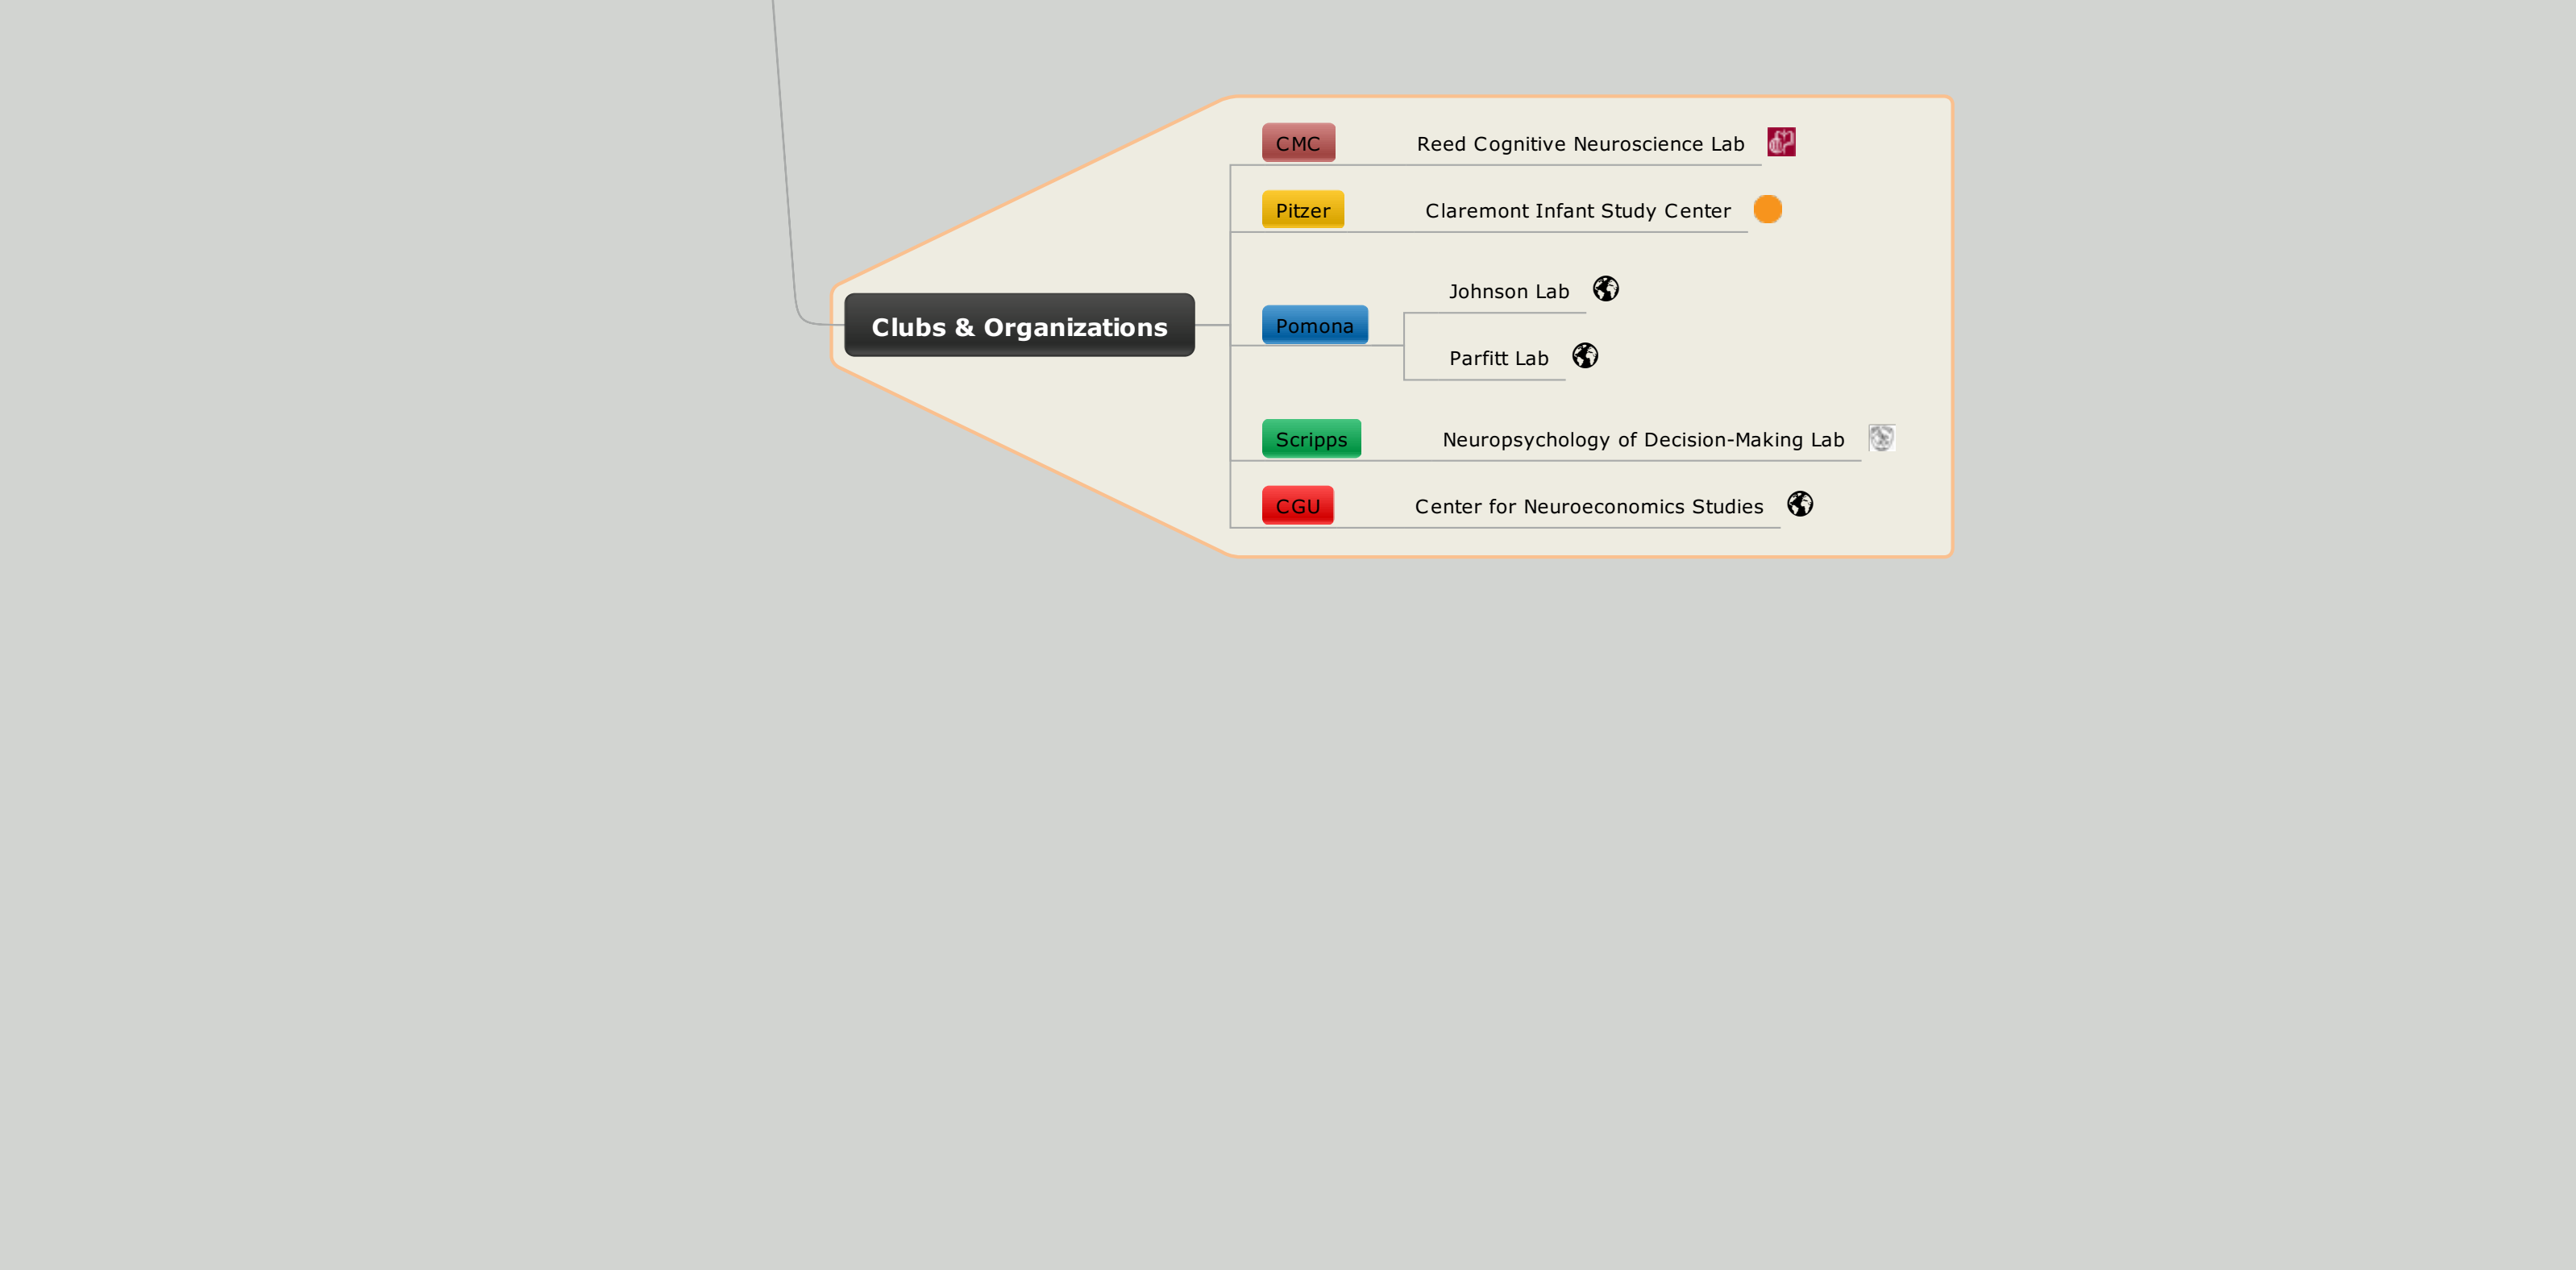 CMC Reed Cognitive Neuroscience Lab
Pitzer Claremont Infant Study Center
Johnson Lab
Clubs & Organizations Pomona
Parfitt Lab
Scripps Neuropsychology of Decision-Making Lab
CGU Center for Neuroeconomics Studies